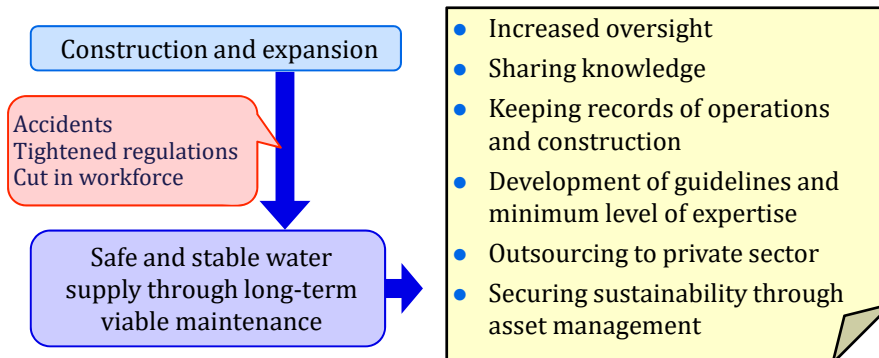 Construction and expansion
Accidents
Tightened regulations
Cut in workforce
Safe and stable water
supply through long-term
viable maintenance
Increased oversight
Sharing knowledge
Keeping records of operations
and construction
Development of guidelines and
minimum level of expertise
Outsourcing to private sector
Securing sustainability through
asset management